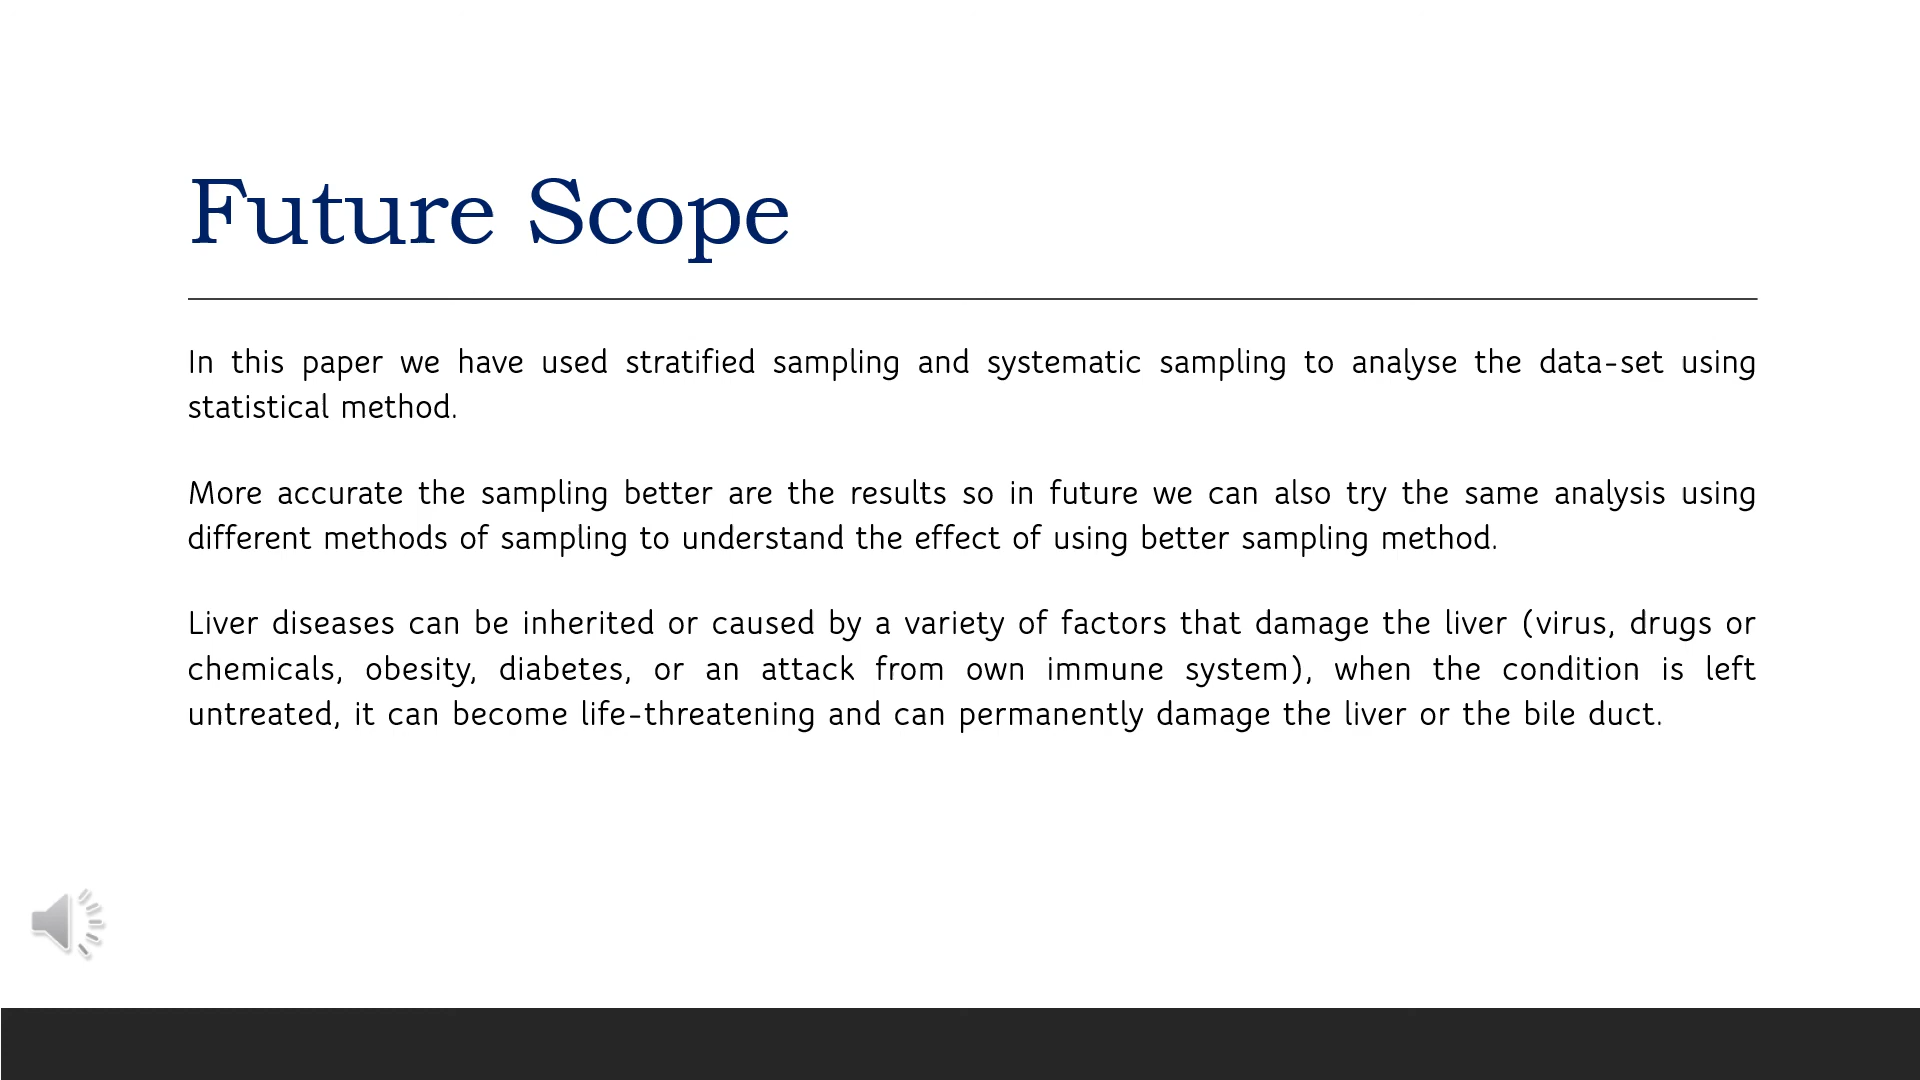 Future Scope
In this paper we have used stratified sampling and systematic sampling to analyse the data-set using
statistical method.
More accurate the sampling better are the results so in future we can also try the same analysis using
different methods of sampling to understand the effect of using better sampling method.
Liver diseases can be inherited or caused by a variety of factors that damage the liver (virus, drugs or
chemicals, obesity, diabetes, or an attack from own immune system), when the condition is left
untreated, it can become life-threatening and can permanently damage the liver or the bile duct.